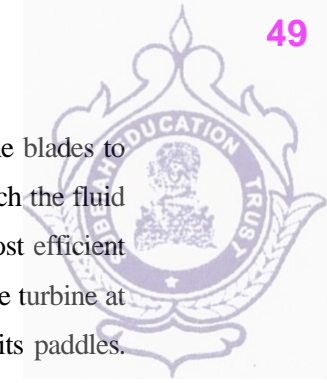 49
e blades to
ch the fluid
ost efficient
e turbine at
its paddles.
EDUCATION TRUST